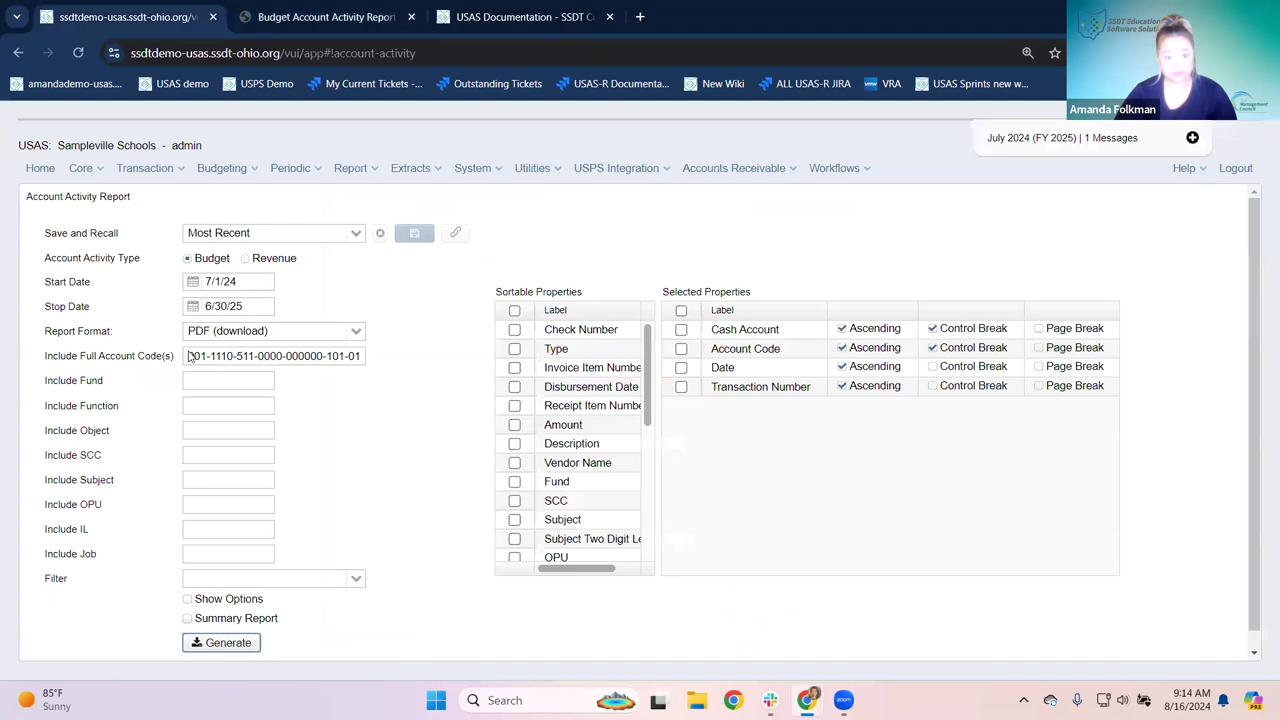 ssdtdemo-usas.ssdt-ohio.org/v
Budget Account Activity Report
USAS Documentation - SSDT C
ssdtdemo-usas.ssdt-ohio.org/vui/app#!account-activity
amandademo-usas....
USAS demo
USPS Demo
My Current Tickets -...
Outstanding Tickets
USAS-R Documenta...
New Wiki
ALL USAS-R JIRA
VRA
USAS Sprints new w...
SSDT Education
Software Soluti
Management
Council
Amanda Folkman
USAS: Sampleville Schools - admin
July 2024 (FY 2025) | 1 Messages
Home Core Transaction Budgeting Periodic Report Extracts System Utilities USPS Integration Accounts Receivable Workflows Help Logout
Account Activity Report
Save and Recall Most Recent
Account Activity Type Budget Revenue
Start Date 7/1/24
Stop Date 6/30/25
Report Format: PDF (download)
Include Full Account Code(s) 01-1110-511-0000-000000-101-01
Include Fund
Include Function
Include Object
Include SCC
Include Subject
Include OPU
Include IL
Include Job
Filter
Show Options
Summary Report
Generate
Sortable Properties
Label
Check Number
Type
Invoice Item Numbe
Disbursement Date
Receipt Item Numbe
Amount
Description
Vendor Name
Fund
SCC
Subject
Subject Two Digit Le
OPU
Selected Properties
Label
Cash Account Ascending Control Break Page Break
Account Code Ascending Control Break Page Break
Date Ascending Control Break Page Break
Transaction Number Ascending Control Break Page Break
85°F
Sunny
Search
zoom
9:14 AM
8/16/2024
PRE